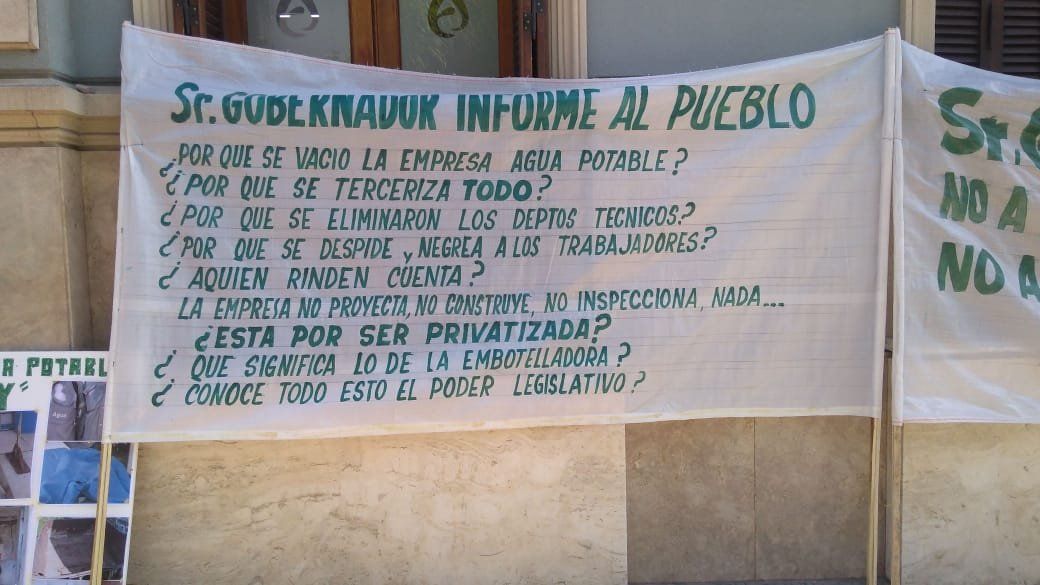 Sr. GOBERNADOR INFORME AL PUEBLO
¿POR QUE SE VACIO LA EMPRESA AGUA POTABLE?
¿POR QUE SE TERCERIZA TODO?
¿POR QUE SE ELIMINARON LOS DEPTOS TECNICOS?
¿POR QUE SE DESPIDE Y NEGREA A LOS TRABAJADORES?
¿AQUIEN RINDEN CUENTA?
LA EMPRESA NO PROYECTA, NO CONSTRUYE, NO INSPECCIONA, NADA...
¿ESTA POR SER PRIVATIZADA?
¿QUE SIGNIFICA LO DE LA EMBOTELLADORA?
¿CONOCE TODO ESTO EL PODER LEGISLATIVO?
Sr. G
NO A
NO A
A POTABL
Y"
Agua